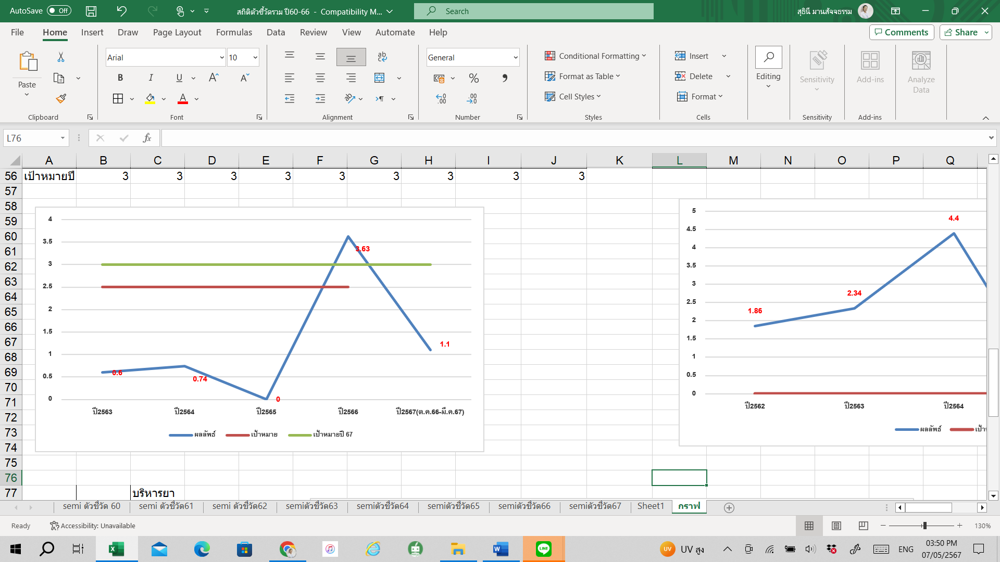 AutoSave Off สถิติตัวชี้วัดรวม ปี60-66 - Compatibility M... Search สุธินี มานสัจจธรรม
File Home Insert Draw Page Layout Formulas Data Review View Automate Help Comments Share
Paste Arial 10 General Conditional Formatting Format as Table Cell Styles Insert Delete Format Editing Sensitivity Add-ins Analyze Data
Clipboard Font Alignment Number Styles Cells Sensitivity Add-ins
L76 fx
A B C D E F G H I J K L M N O P Q
56 เป้าหมายปี 3 3 3 3 3 3 3 3 3
57
58
59
60
61
62
63
64
65
66
67
68
69
70
71
72
73
74
75
76
77 บริหารยา
4
3.5
3
2.5
2
1.5
1
0.5
0
0.6 0.74 0 3.63 1.1
ปี2563 ปี2564 ปี2565 ปี2566 ปี2567(ต.ค.66-มี.ค.67)
ผลลัพธ์ เป้าหมาย เป้าหมายปี 67
5
4.5
4
3.5
3
2.5
2
1.5
1
0.5
0
1.86 2.34 4.4
ปี2562 ปี2563 ปี2564
ผลลัพธ์
semi ตัวชี้วัด 60 semi ตัวชี้วัด61 semi ตัวชี้วัด62 semiตัวชี้วัด63 semiตัวชี้วัด64 semiตัวชี้วัด65 semiตัวชี้วัด66 semiตัวชี้วัด67 Sheet1 กราฟ
Ready Accessibility: Unavailable 130%
UV UV สูง ENG 03:50 PM
07/05/2567